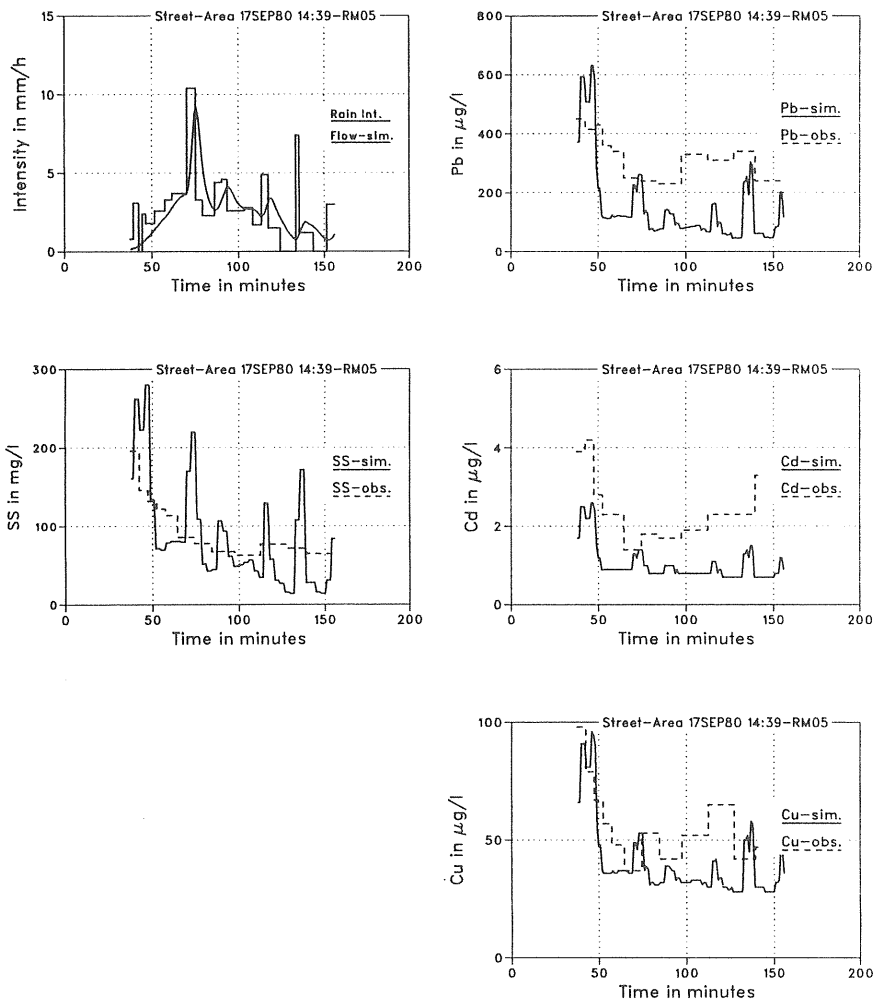 Street-Area 17SEP80 14:39-RM05
15
10
5
0
Intensity in mm/h
Rain Int.
Flow-sim.
0 50 100 150 200
Time in minutes
Street-Area 17SEP80 14:39-RM05
800
600
400
200
0
Pb in µg/l
Pb-sim.
Pb-obs.
0 50 100 150 200
Time in minutes
Street-Area 17SEP80 14:39-RM05
300
200
100
0
SS in mg/l
SS-sim.
SS-obs.
0 50 100 150 200
Time in minutes
Street-Area 17SEP80 14:39-RM05
6
4
2
0
Cd in µg/l
Cd-sim.
Cd-obs.
0 50 100 150 200
Time in minutes
Street-Area 17SEP80 14:39-RM05
100
50
0
Cu in µg/l
Cu-sim.
Cu-obs.
0 50 100 150 200
Time in minutes